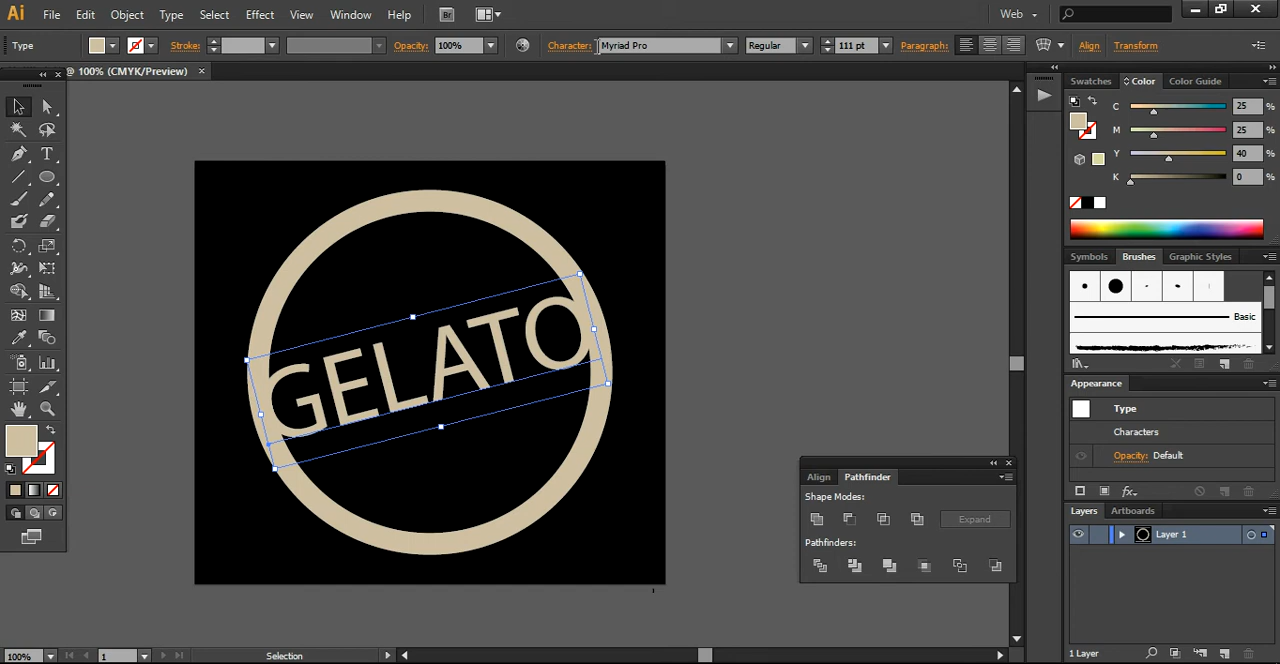 Ai File Edit Object Type Select Effect View Window Help Br Web
Type Stroke: Opacity: 100% Character: Myriad Pro Regular 111 pt Paragraph: Align Transform
@ 100% (CMYK/Preview)
Swatches Color Color Guide
C 25 %
M 25 %
Y 40 %
K 0 %
Symbols Brushes Graphic Styles
Basic
GELATO
Appearance
Type
Characters
Opacity: Default
fx
Align Pathfinder
Shape Modes:
Expand
Pathfinders:
Layers Artboards
Layer 1
1 Layer
100% 1 Selection